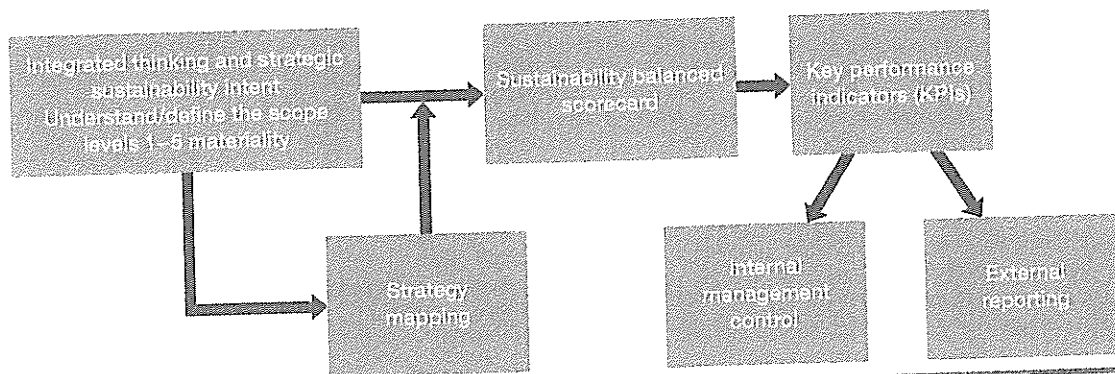 Integrated thinking and strategic
sustainability intent
Understand/define the scope
levels 1–5 materiality
Sustainability balanced
scorecard
Key performance
indicators (KPIs)
Strategy
mapping
Internal
management
control
External
reporting